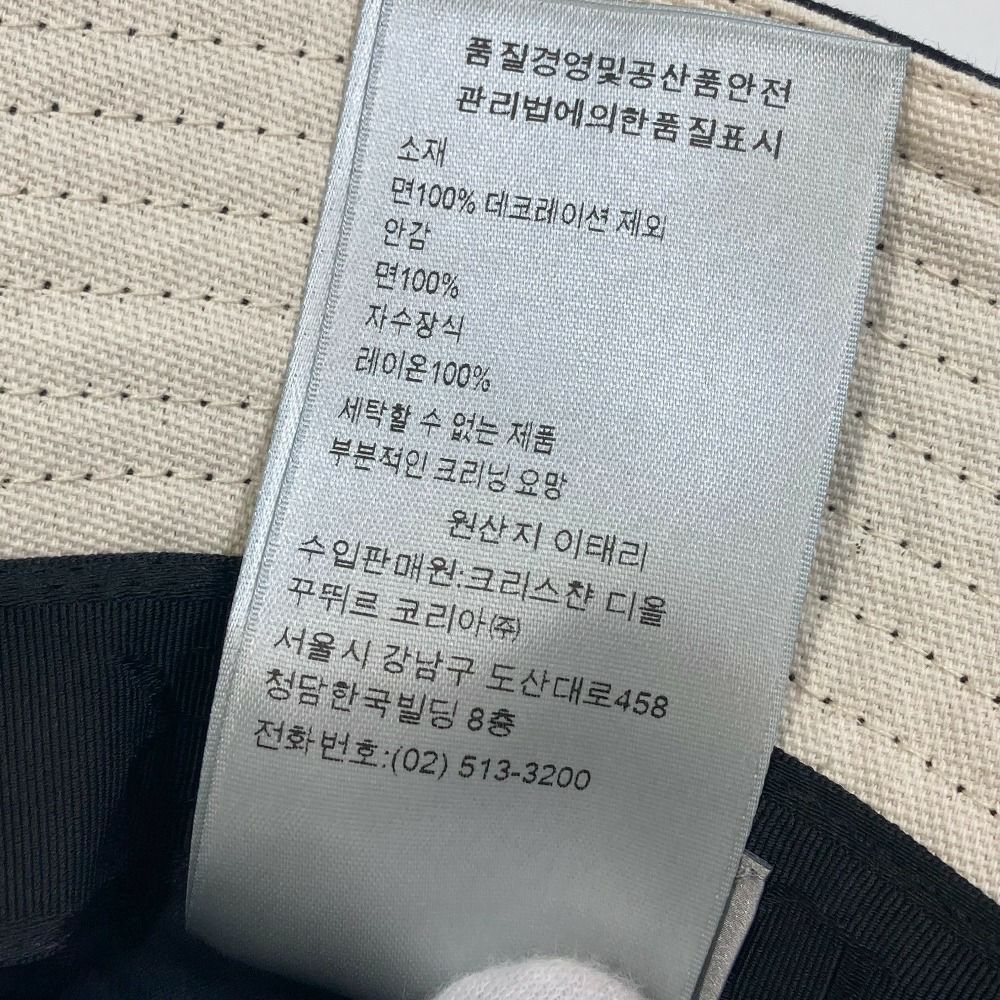 품질경영및공산품안전
관리법에의한품질표시
소재
면100% 데코레이션 제외
안감
면100%
자수장식
레이온100%
세탁할 수 없는 제품
부분적인 크리닝 요망
원산지 이태리
수입판매원:크리스챤 디올
꾸뛰르 코리아㈜
서울시 강남구 도산대로458
청담한국빌딩 8층
전화번호:(02) 513-3200